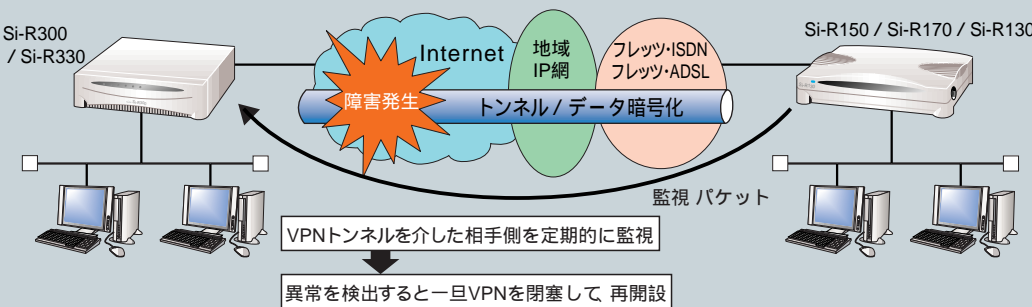 Si-R300
/ Si-R330
Internet
地域
IP網
フレッツ・ISDN
フレッツ・ADSL
Si-R150 / Si-R170 / Si-R130
障害発生
トンネル / データ暗号化
監視 パケット
VPNトンネルを介した相手側を定期的に監視
異常を検出すると一旦VPNを閉塞して、再開設